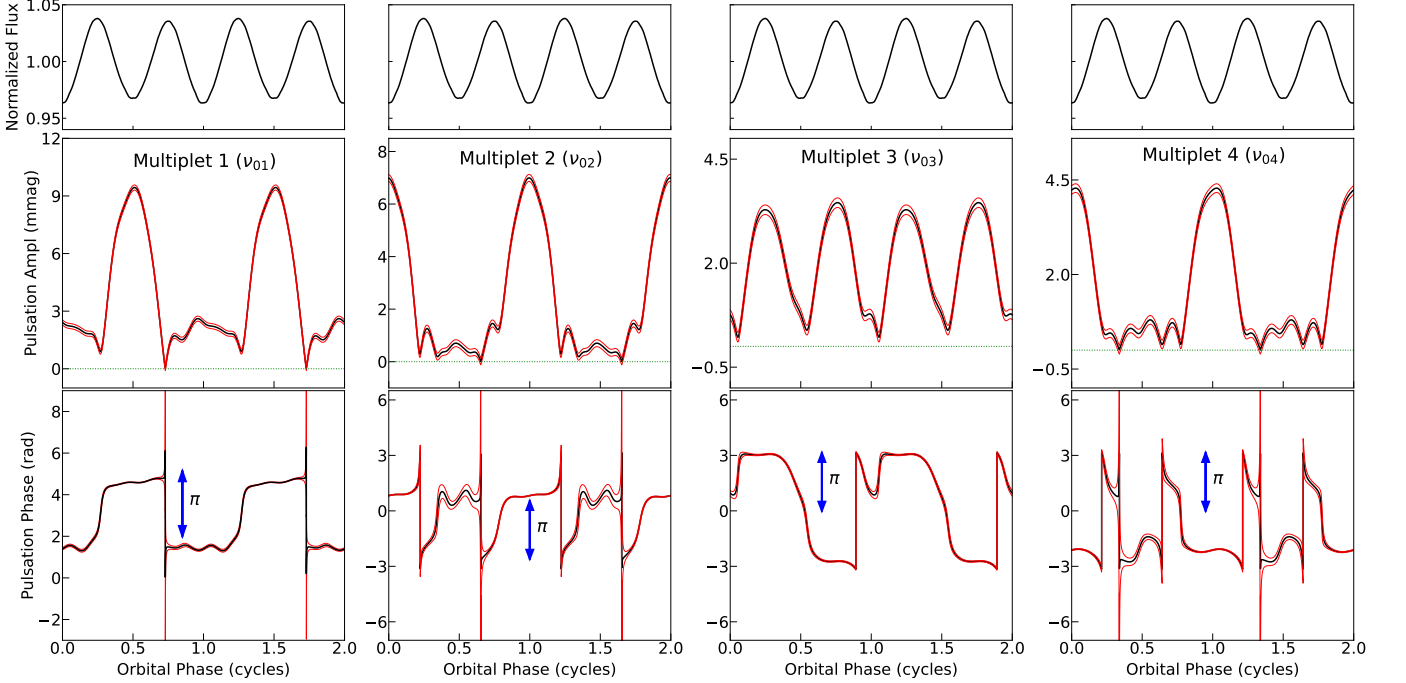 Normalized Flux
1.05
1.00
0.95
Pulsation Ampl (mmag)
12
9
6
3
0
Multiplet 1 (ν01)
8
6
4
2
0
Multiplet 2 (ν02)
4.5
2.0
−0.5
Multiplet 3 (ν03)
4.5
2.0
−0.5
Multiplet 4 (ν04)
Pulsation Phase (rad)
8
6
4
2
0
−2
π
6
3
0
−3
−6
π
6
3
0
−3
−6
π
6
3
0
−3
−6
π
0.0 0.5 1.0 1.5 2.0
0.0 0.5 1.0 1.5 2.0
0.0 0.5 1.0 1.5 2.0
0.0 0.5 1.0 1.5 2.0
Orbital Phase (cycles)
Orbital Phase (cycles)
Orbital Phase (cycles)
Orbital Phase (cycles)